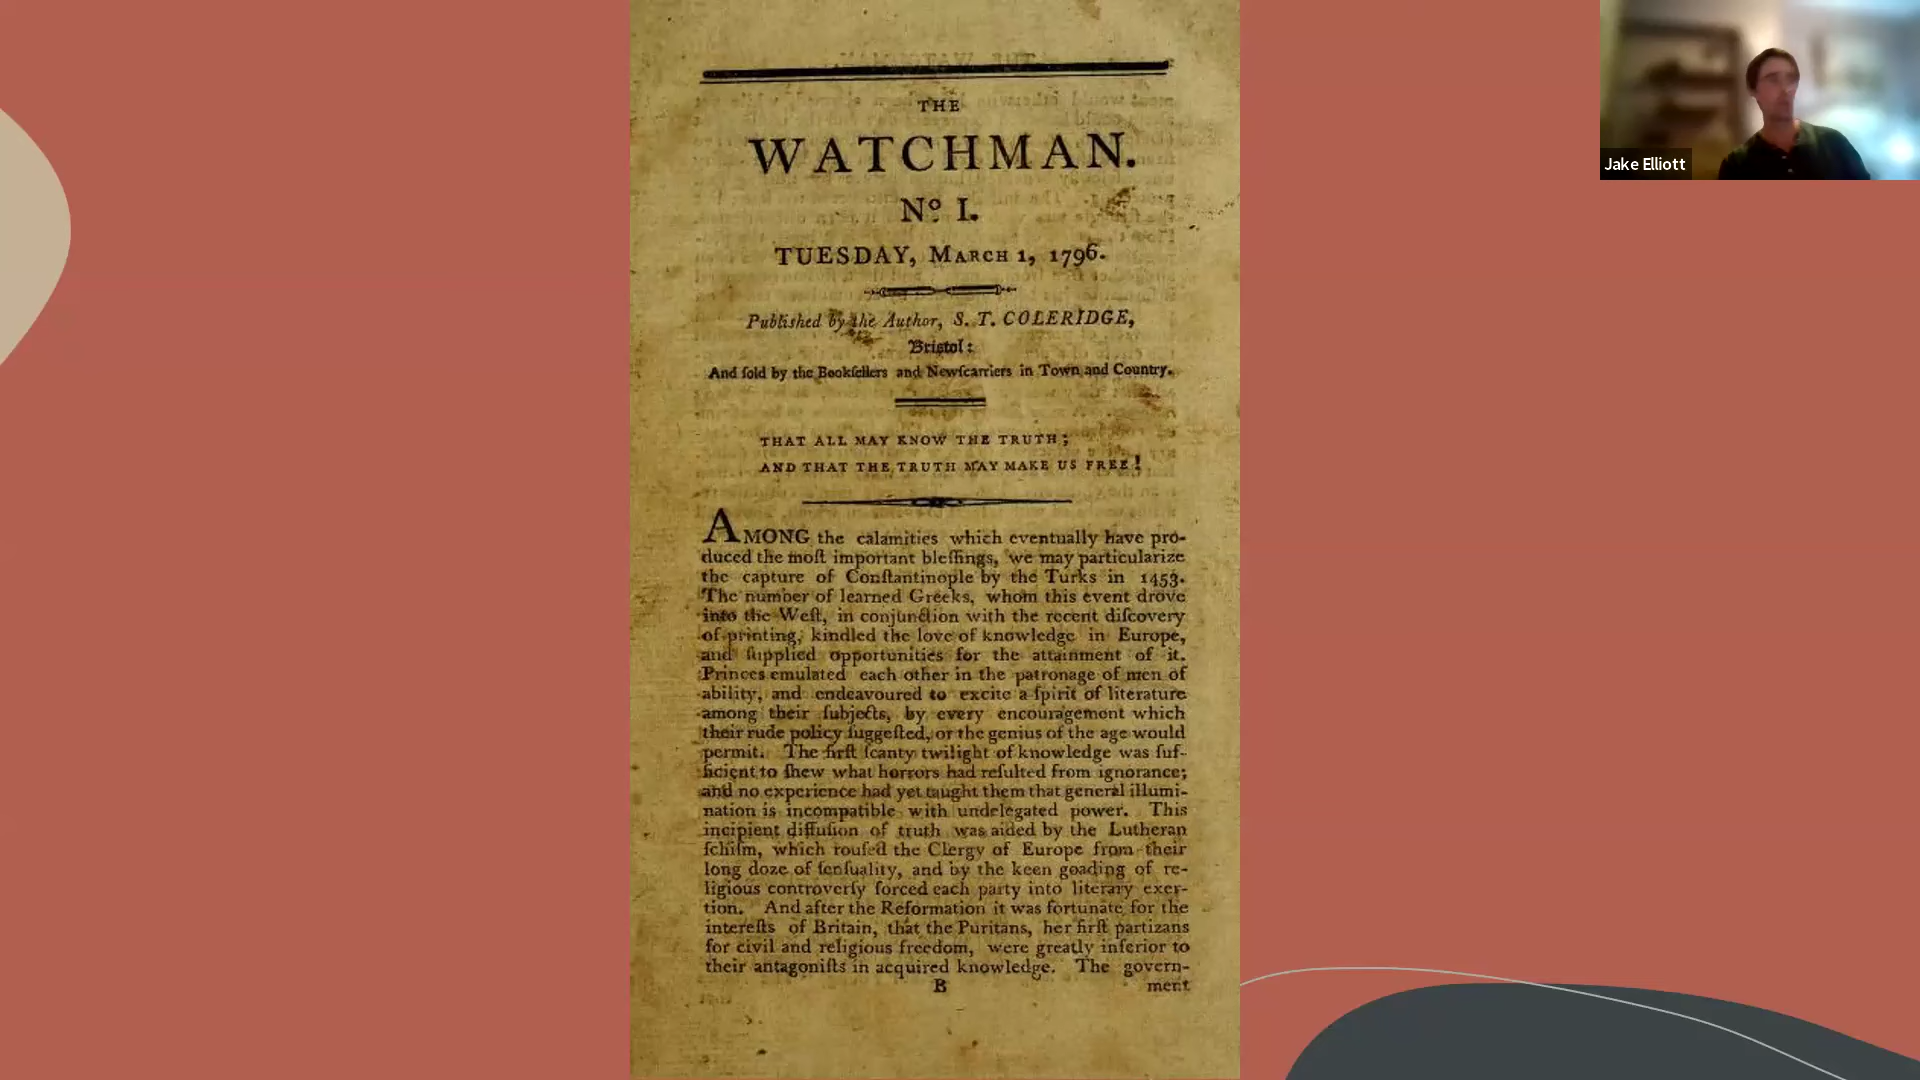 THE
WATCHMAN.
Nº I.
TUESDAY, MARCH 1, 1796.
Published by the Author, S. T. COLERIDGE,
Bristol:
And ſold by the Bookſellers and Newſcarriers in Town and Country.
THAT ALL MAY KNOW THE TRUTH;
AND THAT THE TRUTH MAY MAKE US FREE!
AMONG the calamities which eventually have pro-
duced the moſt important bleſſings, we may particularize
the capture of Conſtantinople by the Turks in 1453.
The number of learned Greeks, whom this event drove
into the Weſt, in conjunction with the recent diſcovery
of printing, kindled the love of knowledge in Europe,
and ſupplied opportunities for the attainment of it.
Princes emulated each other in the patronage of men of
ability, and endeavoured to excite a ſpirit of literature
among their ſubjects, by every encouragement which
their rude policy ſuggeſted, or the genius of the age would
permit. The firſt ſcanty twilight of knowledge was ſuf-
ficient to ſhew what horrors had reſulted from ignorance;
and no experience had yet taught them that general illumi-
nation is incompatible with undelegated power. This
incipient diffuſion of truth was aided by the Lutheran
ſchiſm, which rouſed the Clergy of Europe from their
long doze of ſenſuality, and by the keen goading of re-
ligious controverſy forced each party into literary exer-
tion. And after the Reformation it was fortunate for the
intereſts of Britain, that the Puritans, her firſt partizans
for civil and religious freedom, were greatly inferior to
their antagoniſts in acquired knowledge. The govern-
B ment
Jake Elliott